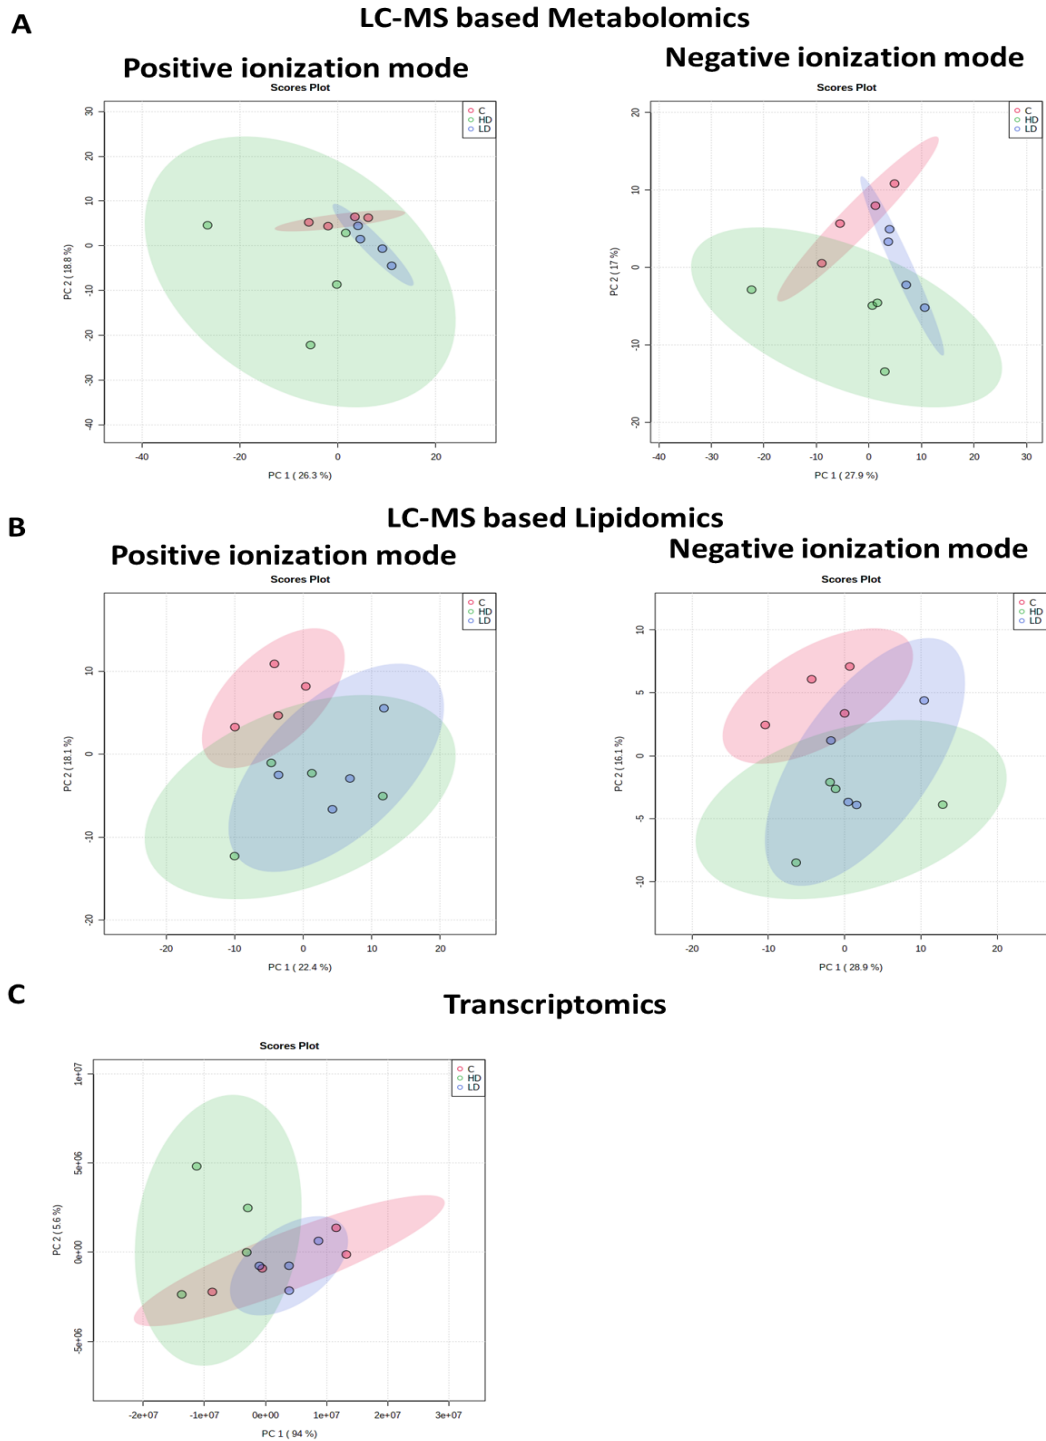 A
LC-MS based Metabolomics
Positive ionization mode
Negative ionization mode
Scores Plot
C
HD
LD
PC 2 ( 18.8 %)
30
20
10
0
-10
-20
-30
-40
-40
-20
0
20
PC 1 ( 26.3 %)
Scores Plot
C
HD
LD
PC 2 ( 17 %)
20
10
0
-10
-20
-40
-30
-20
-10
0
10
20
30
PC 1 ( 27.9 %)
B
LC-MS based Lipidomics
Positive ionization mode
Negative ionization mode
Scores Plot
C
HD
LD
PC 2 ( 18.1 %)
10
0
-10
-20
-20
-10
0
10
20
PC 1 ( 22.4 %)
Scores Plot
C
HD
LD
PC 2 ( 16.1 %)
10
5
0
-5
-10
-20
-10
0
10
20
PC 1 ( 28.9 %)
C
Transcriptomics
Scores Plot
C
HD
LD
PC 2 ( 5.6 %)
1e+07
5e+06
0e+00
-5e+06
-2e+07
-1e+07
0e+00
1e+07
2e+07
3e+07
PC 1 ( 94 %)